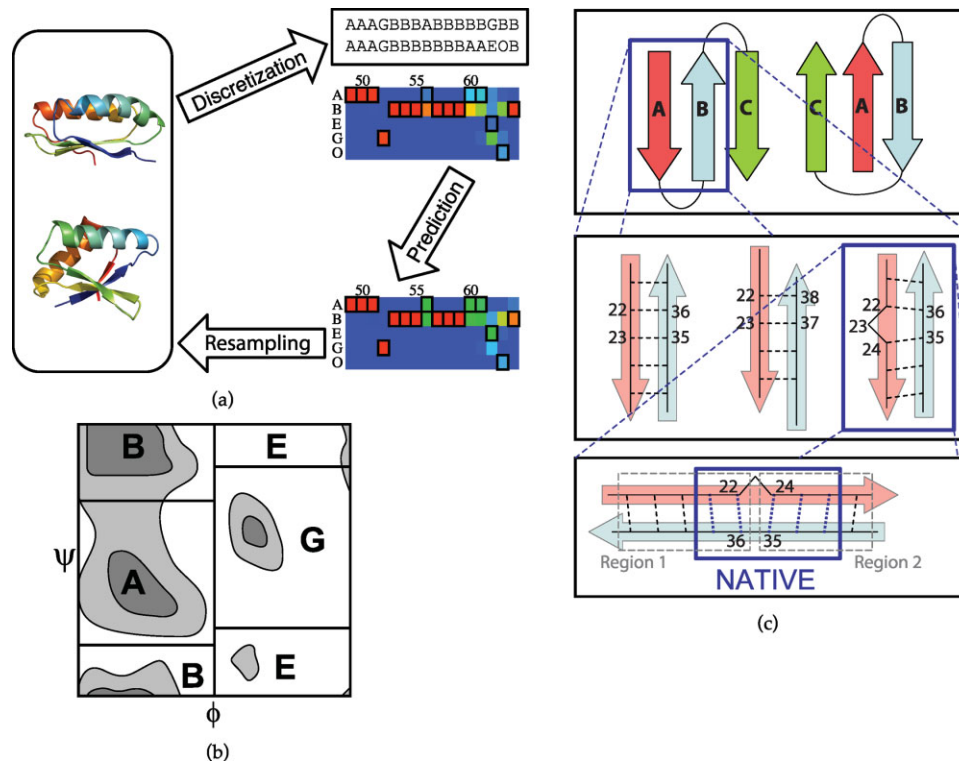 AAAGBBBABBBBBGBB
AAAGBBBBBBBAAEOB
Discretization
50 55 60
A
B
E
G
O
Prediction
50 55 60
A
B
E
G
O
Resampling
(a)
B E
G
A
B E
ψ
ϕ
(b)
A B C C A B
22 36
23 35
22 38
23 37
22 36
23
24 35
22 24
36 35
Region 1 Region 2
NATIVE
(c)